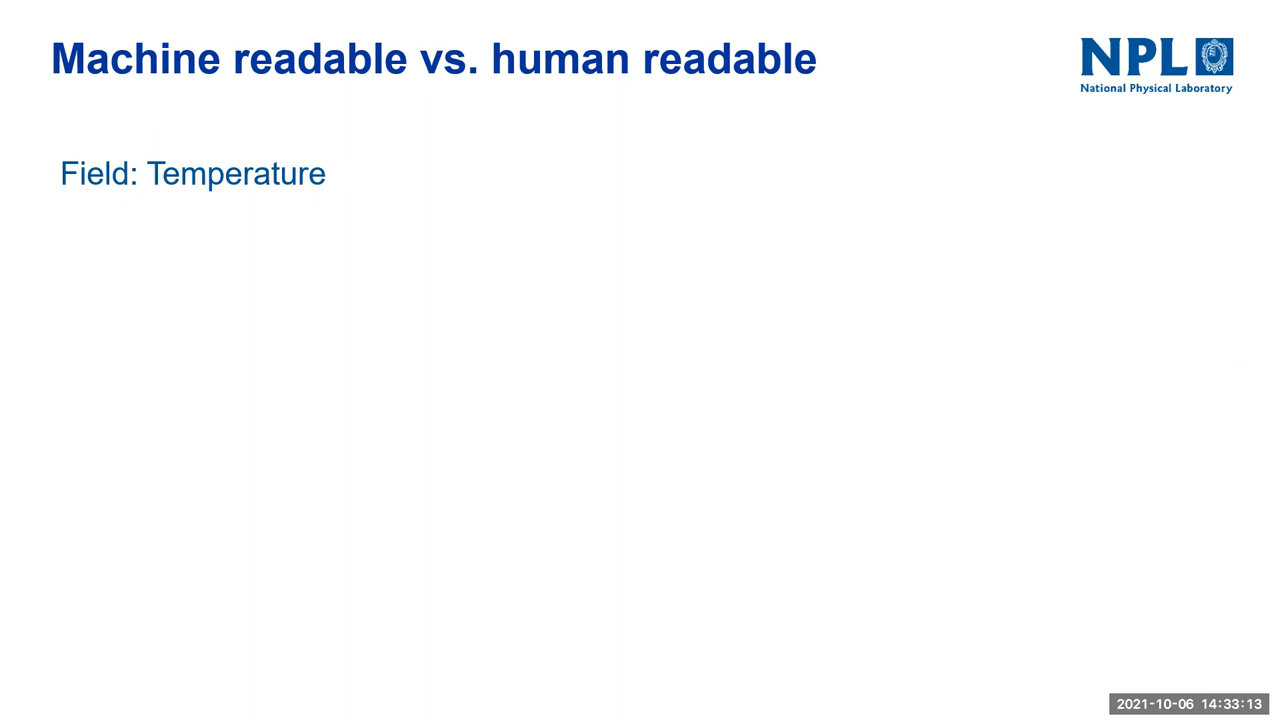 Machine readable vs. human readable
NPL
National Physical Laboratory
Field: Temperature
2021-10-06 14:33:13